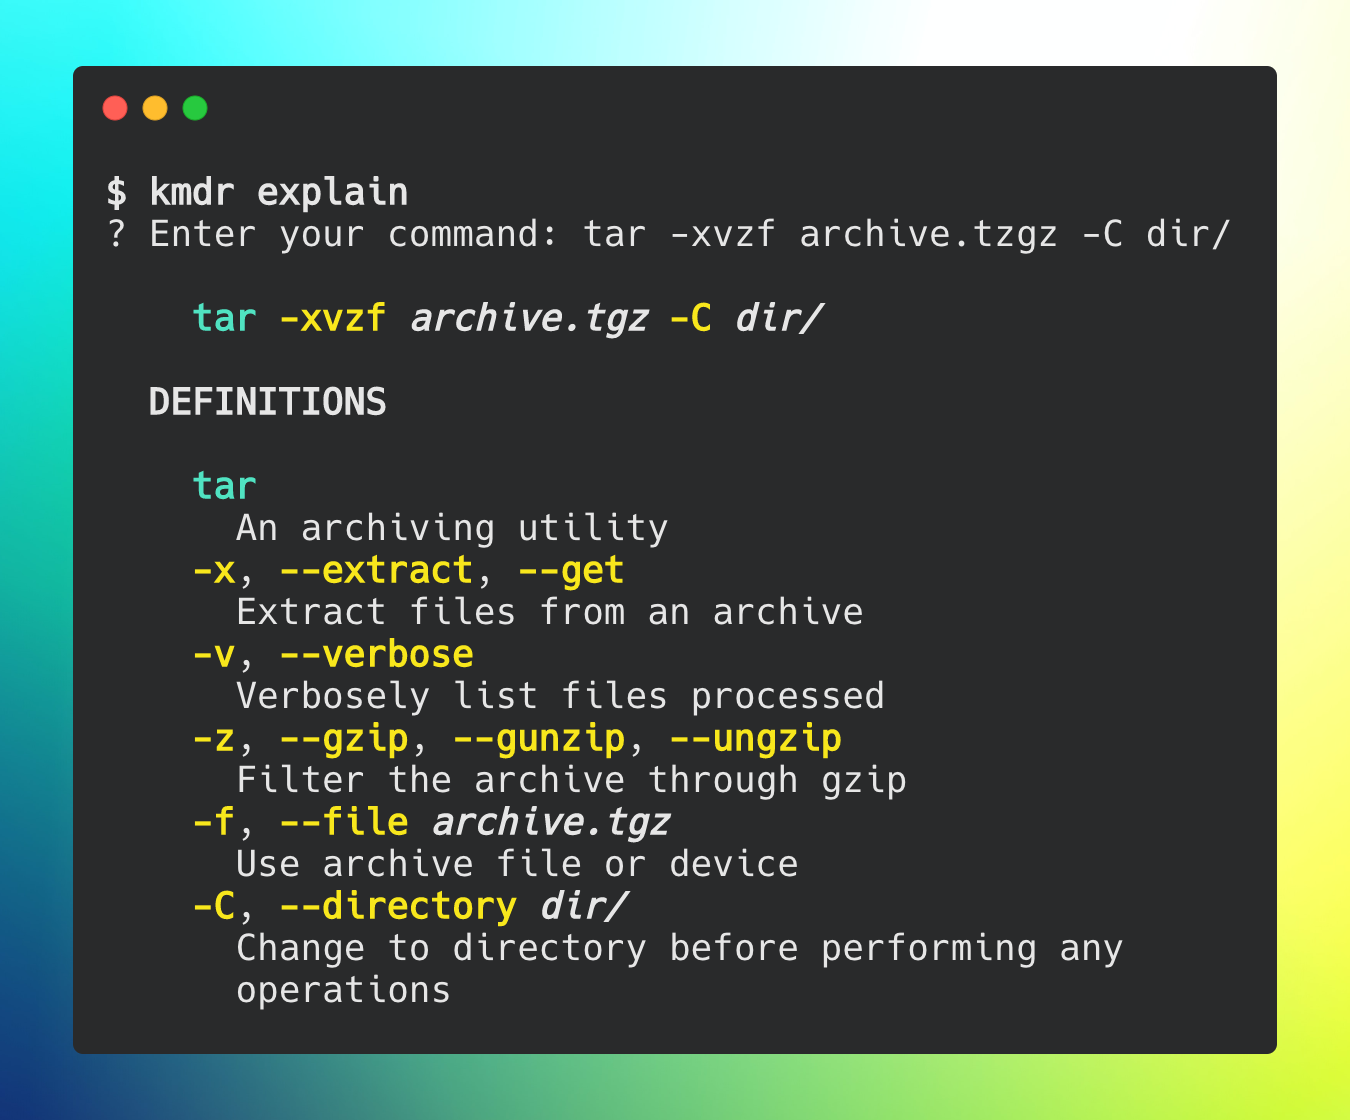 $ kmdr explain
? Enter your command: tar -xvzf archive.tzgz -C dir/
tar -xvzf archive.tgz -C dir/
DEFINITIONS
tar
An archiving utility
-x, --extract, --get
Extract files from an archive
-v, --verbose
Verbosely list files processed
-z, --gzip, --gunzip, --ungzip
Filter the archive through gzip
-f, --file archive.tgz
Use archive file or device
-C, --directory dir/
Change to directory before performing any
operations